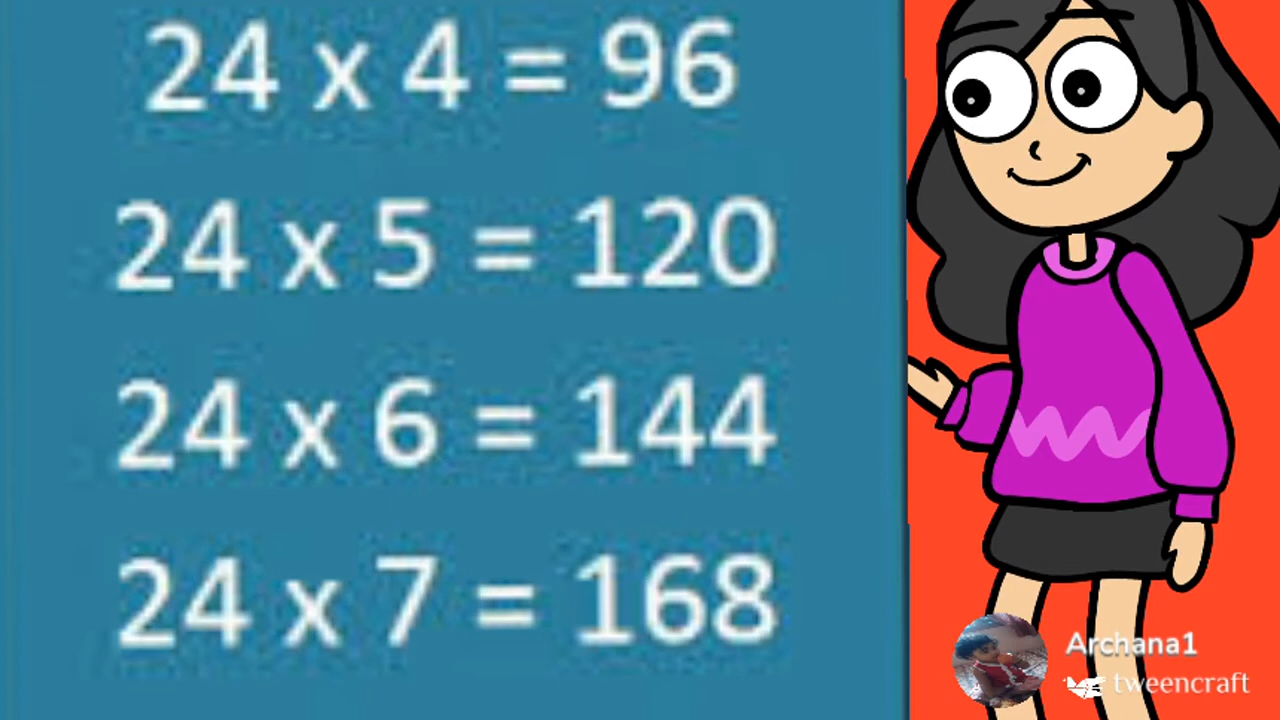 24 x 4 = 96
24 x 5 = 120
24 x 6 = 144
24 x 7 = 168
Archana1
tweencraft